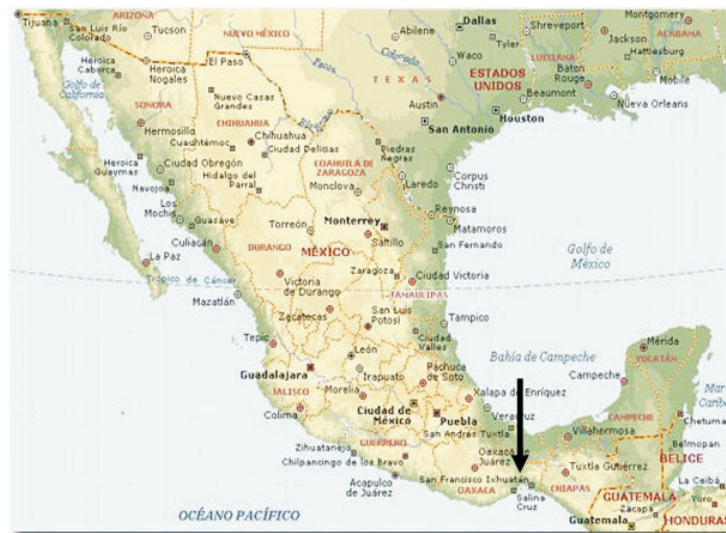 ARIZONA
Montgomery
Dallas
Shreveport
Tijuana
San Luis Río
Colorado
Tucson
NUEVO MÉXICO
Abilene
Tyler
Jackson
ALABAMA
Colorado
Heroica
Caborca
El Paso
Pecos
Waco
LUISIANA
Hattiesburg
Heroica
Nogales
TEXAS
ESTADOS
UNIDOS
Baton
Rouge
Mobile
Golfo de
California
Nuevo Casas
Grandes
Austin
Beaumont
Nueva Orleans
SONORA
CHIHUAHUA
Houston
Hermosillo
Chihuahua
San Antonio
Cuauhtémoc
Ciudad Delicias
Piedras
Negras
Heroica
Guaymas
Ciudad Obregón
COAHUILA DE
ZARAGOZA
Hidalgo del
Parral
Corpus
Christi
Navojoa
Monclova
Laredo
Los
Mochis
Guasave
Reynosa
Torreón
Monterrey
Matamoros
Culiacán
Saltillo
San Fernando
DURANGO
MÉXICO
Golfo de
México
La Paz
Zaragoza
Ciudad Victoria
Trópico de Cáncer
Victoria
de Durango
TAMAULIPAS
Mazatlán
Zacatecas
San Luis
Potosí
Tampico
Tepic
Ciudad
Valles
Mérida
León
Bahía de Campeche
YUCATÁN
Guadalajara
Irapuato
Pachuca
de Soto
Campeche
Mar
Caribe
JALISCO
Morelia
Xalapa de Enríquez
Colima
Ciudad de
México
Puebla
Veracruz
CAMPECHE
Chetumal
San Andrés Tuxtla
Villahermosa
Zihuatanejo
GUERRERO
Oaxaca de
Juárez
Belmopan
Chilpancingo de los Bravo
Tuxtla Gutiérrez
BELICE
San Francisco Ixhuatán
La Ceibá
Acapulco
de Juárez
OAXACA
Salina
Cruz
CHIAPAS
GUATEMALA
Yoro
OCÉANO PACÍFICO
Zacapa
Guatemala
HONDURAS